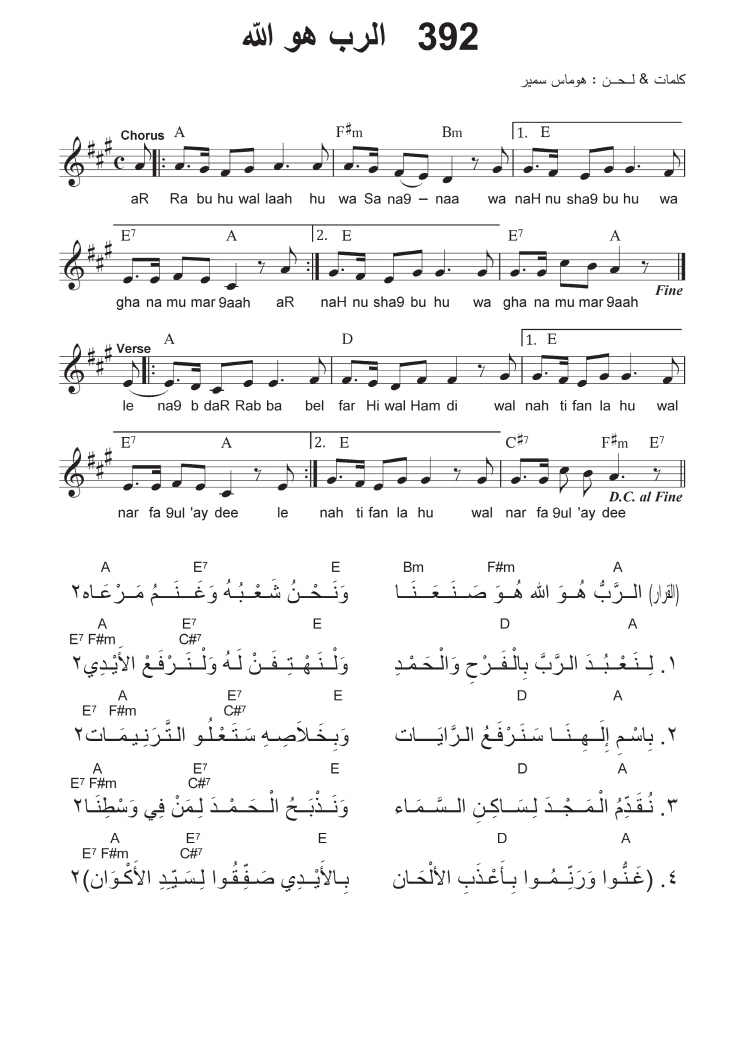 392 الرب هو الله
كلمات & لـحـن : هوماس سمير
Chorus A F♯m Bm 1. E
aR Ra bu hu wal laah hu wa Sa na9 – naa wa naH nu sha9 bu hu wa
E7 A 2. E E7 A
Fine
gha na mu mar 9aah aR naH nu sha9 bu hu wa gha na mu mar 9aah
Verse A D 1. E
le na9 b daR Rab ba bel far Hi wal Ham di wal nah ti fan la hu wal
E7 A 2. E C♯7 F♯m E7
D.C. al Fine
nar fa 9ul 'ay dee le nah ti fan la hu wal nar fa 9ul 'ay dee
A E7 E Bm F#m A
(القرار) الـرَّبُّ هُـوَ الله هُـوَ صَـنَـعَـنَـا وَنَـحْـنُ شَـعْـبُـهُ وَغَـنَـمُ مَـرْعَـاه٢
A E7 E D A
E7 F#m C#7
١. لِـنَـعْـبُـدَ الـرَّبَّ بِـالْـفَـرْحِ وَالْـحَـمْـدِ وَلْـنَـهْـتِـفَـنْ لَـهُ وَلْـنَـرْفَـعْ الأَيْـدِي٢
A E7 E D A
E7 F#m C#7
٢. بِـاسْـمِ إِلَـهِـنَـا سَـنَـرْفَـعُ الـرَّايَـات وَبِـخَـلاَصِـهِ سَـتَـعْـلُـو الـتَّـرَنِـيـمَـات٢
A E7 E D A
E7 F#m C#7
٣. نُـقَـدِّمُ الْـمَـجْـدَ لِـسَـاكِـنِ الـسَّـمَـاء وَنَـذْبَـحُ الْـحَـمْـدَ لِـمَـنْ فِي وَسْـطِـنَـا٢
A E7 E D A
E7 F#m C#7
٤. (غَـنُّـوا وَرَنِّـمُـوا بِـأَعْـذَبِ الألْـحَـان بِـالأَيْـدِي صَـفِّـقُـوا لِـسَـيِّـدِ الأَكْـوَان)٢